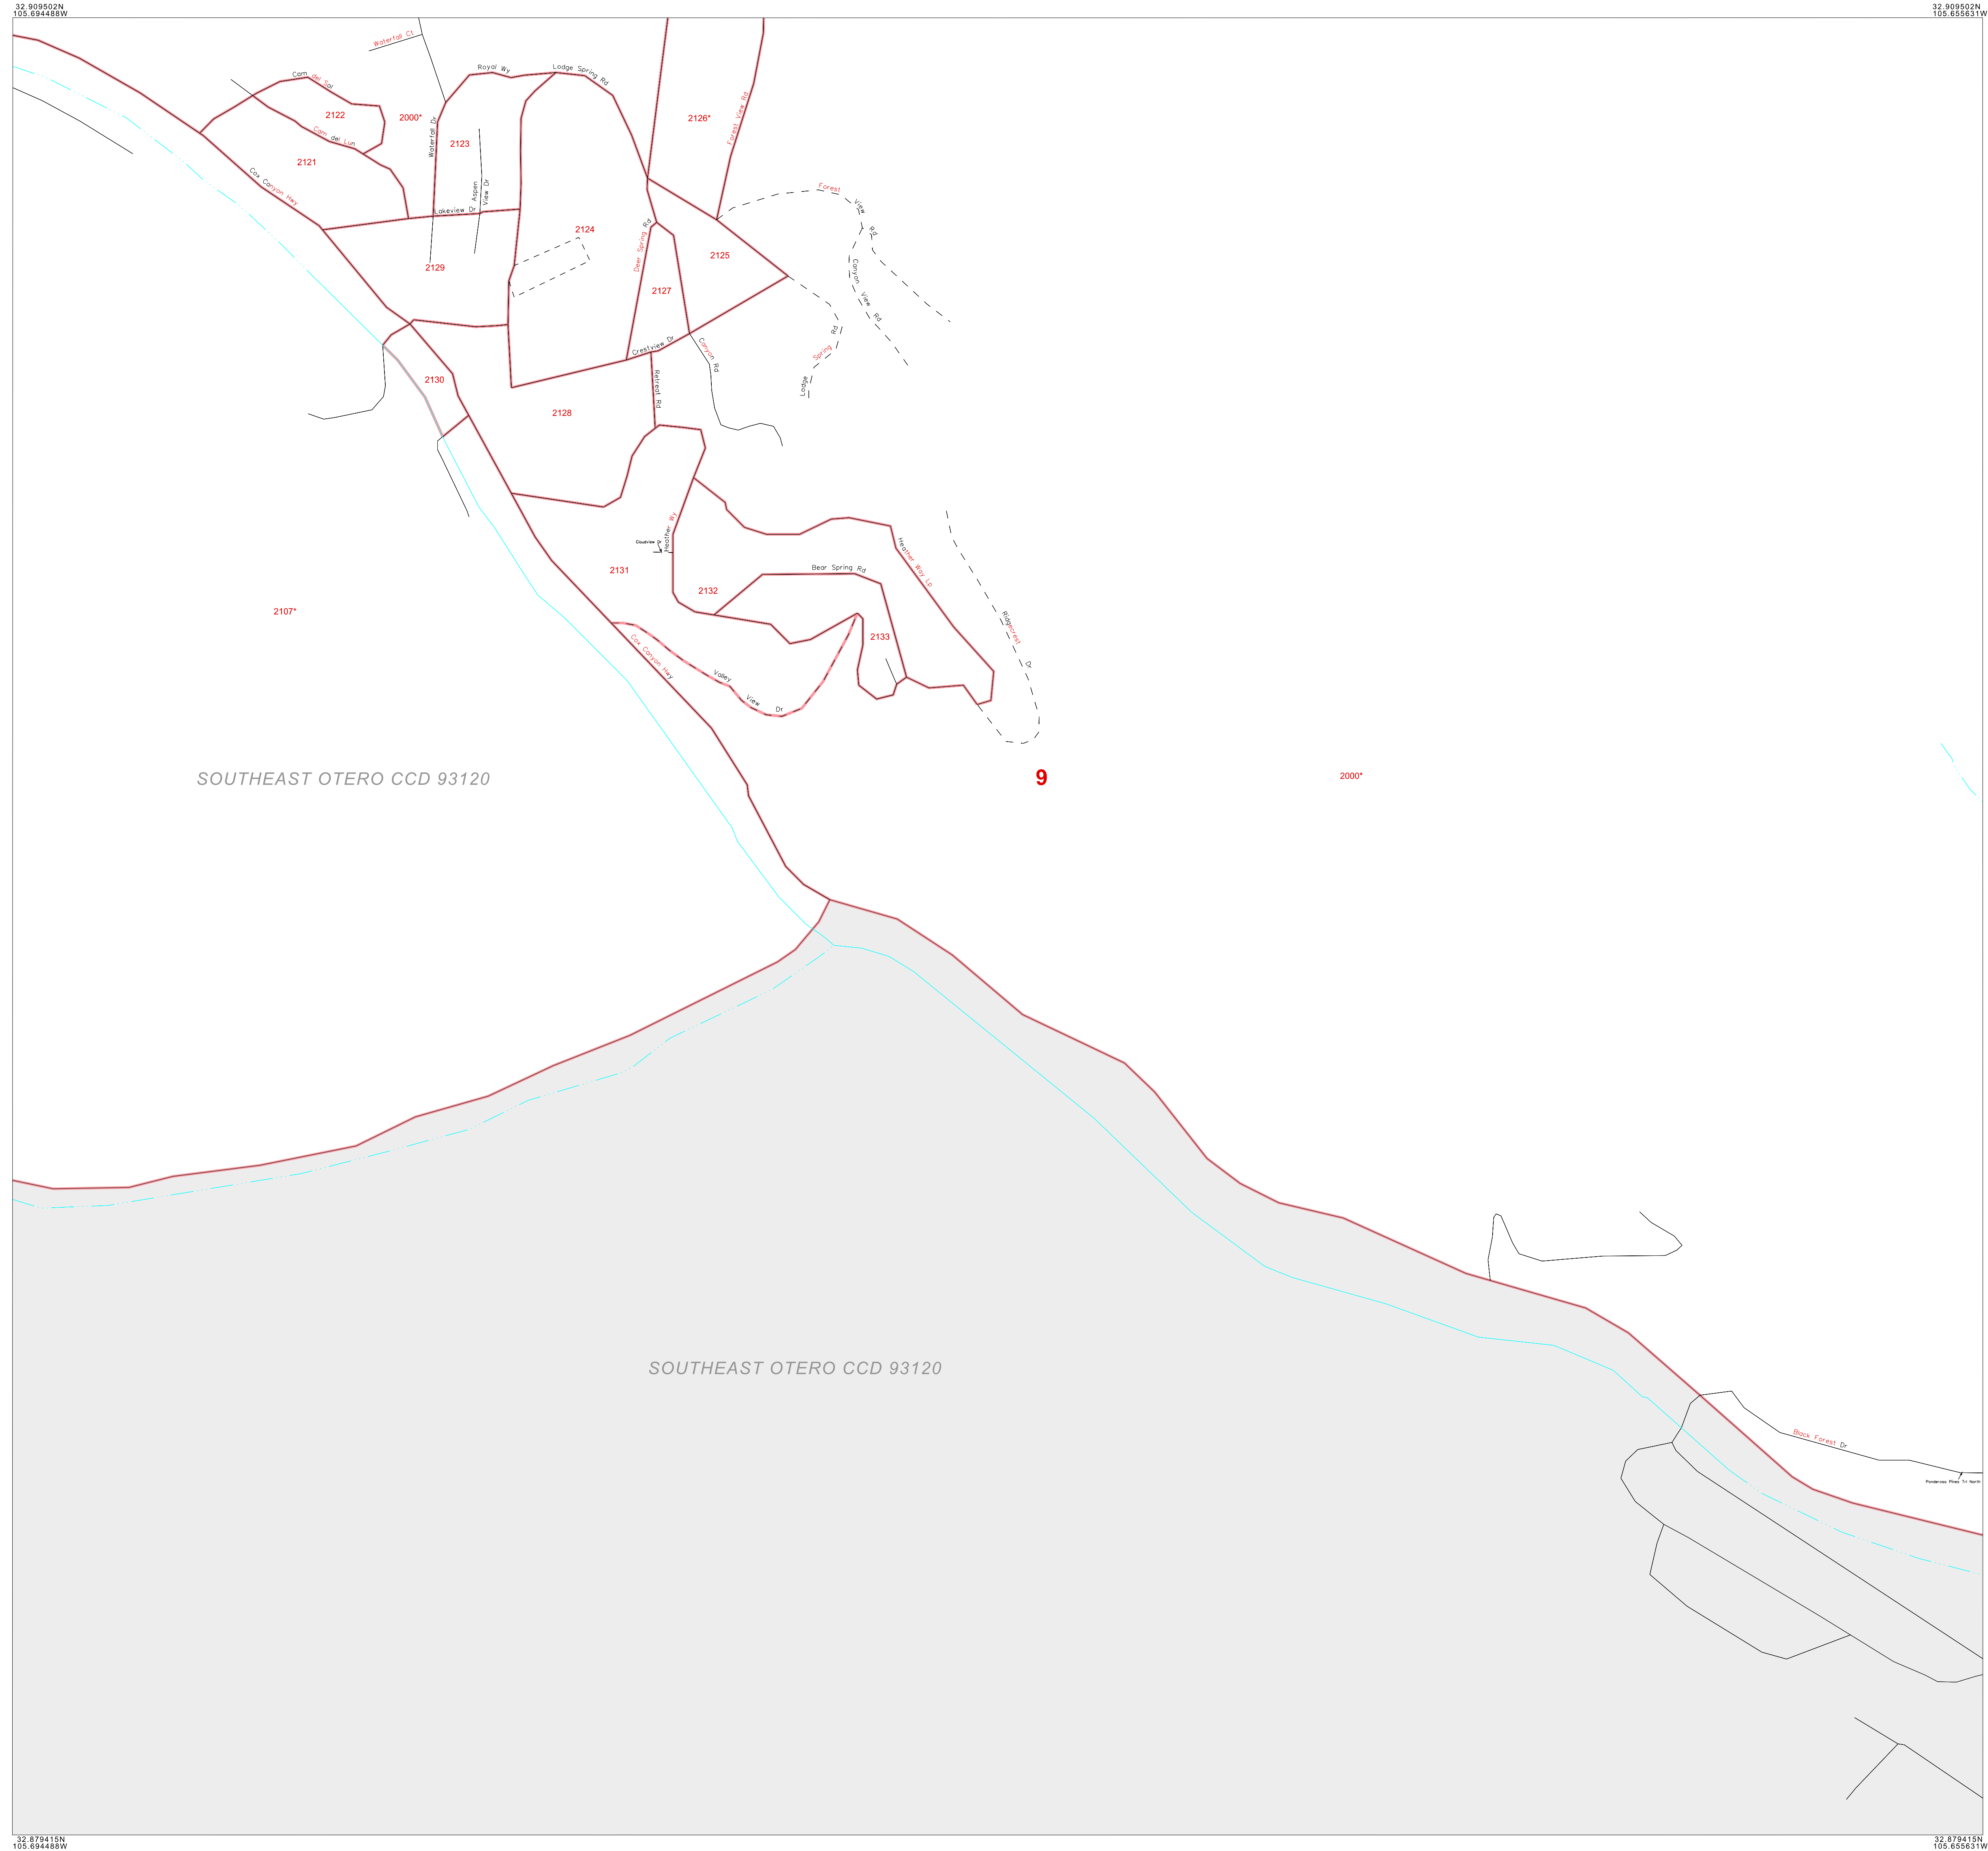 32.909502N
105.694488W
32.909502N
105.655631W
Waterfall Ct
Royal Wy
Lodge Spring Rd
Cam del Sol
2122
2000*
2126*
Forest View Rd
Waterfall Dr
2123
Cam del Lun
2121
Cox Canyon Hwy
Aspen
View Dr
Forest
View
Rd
Lakeview Dr
2124
Deer Spring Rd
2125
2129
Canyon
View
Rd
2127
Crestview Dr
Canyon Rd
Spring
Rd
2130
Lodge
Retreat Rd
2128
Heather Wy
Cloudview Dr
Heather Way Lp
2131
Bear Spring Rd
2132
2107*
Ridgecrest
Dr
2133
Cox Canyon Hwy
Valley
View
Dr
SOUTHEAST OTERO CCD 93120
9
2000*
SOUTHEAST OTERO CCD 93120
Black Forest Dr
Ponderosa Pines Trl North
32.879415N
105.694488W
32.879415N
105.655631W